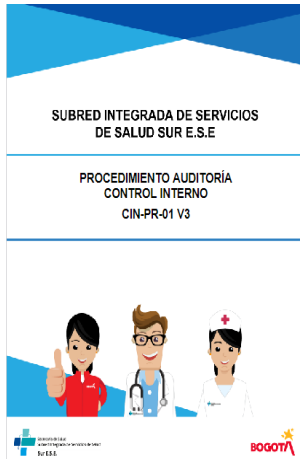 SUBRED INTEGRADA DE SERVICIOS
DE SALUD SUR E.S.E
PROCEDIMIENTO AUDITORÍA
CONTROL INTERNO
CIN-PR-01 V3
Sur E.S.E.
BOGOTÁ